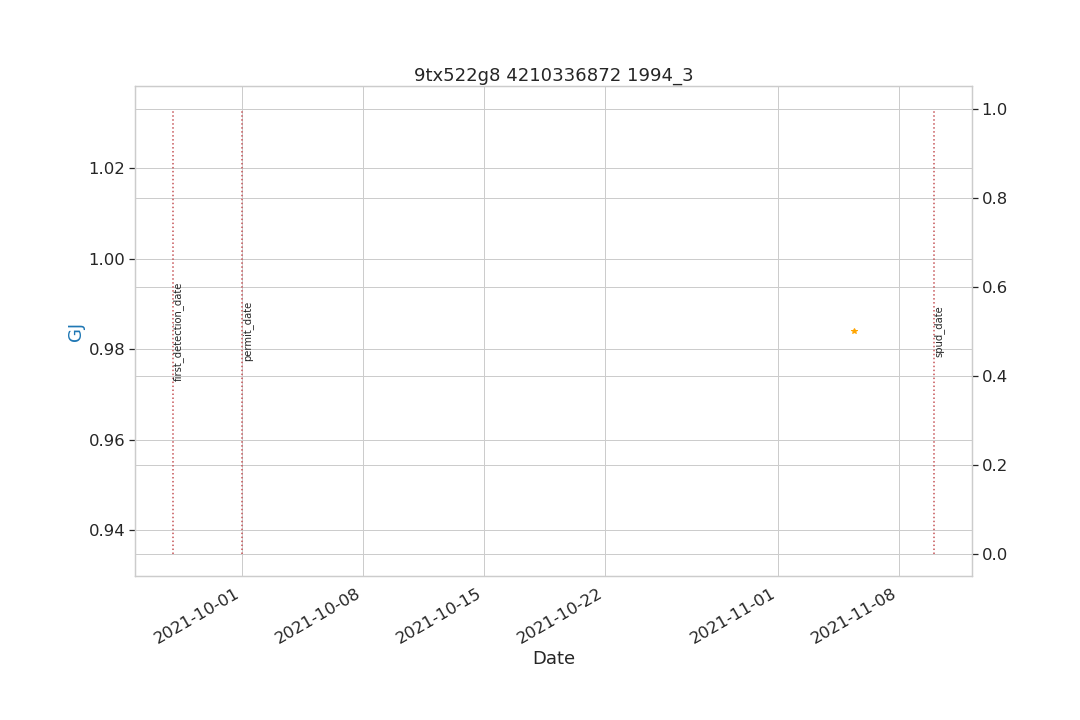 9tx522g8 4210336872 1994_3
1.02
1.00
0.98
0.96
0.94
GJ
1.0
0.8
0.6
0.4
0.2
0.0
first_detection_date
permit_date
spud_date
2021-10-01
2021-10-08
2021-10-15
2021-10-22
2021-11-01
2021-11-08
Date